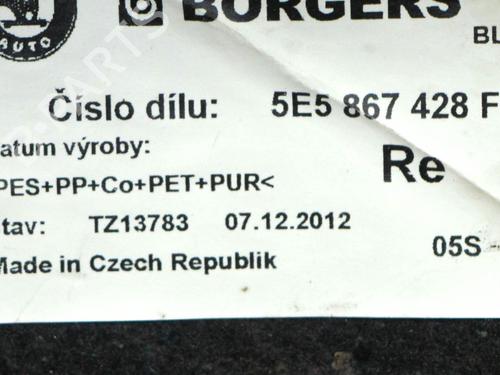 AUTO
BORGERS
BL
Číslo dílu: 5E5 867 428 F
atum výroby:
Re
PES+PP+Co+PET+PUR<
tav: TZ13783 07.12.2012
05S -
Made in Czech Republik